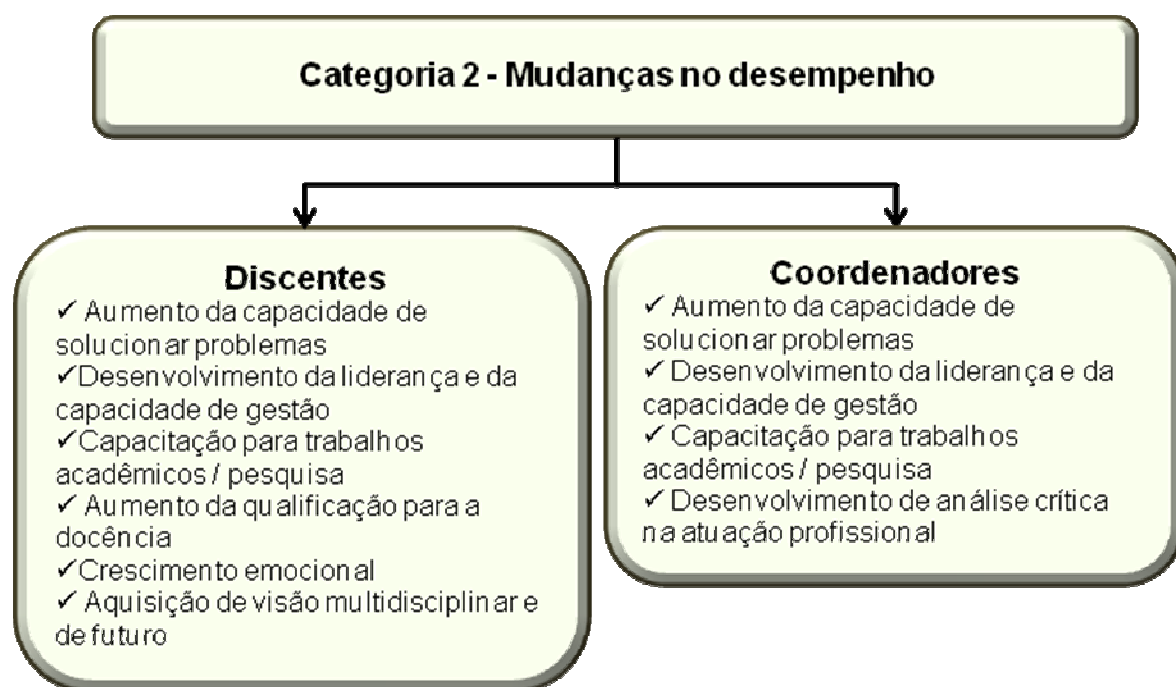 Categoria 2 - Mudanças no desempenho
Discentes
✓ Aumento da capacidade de
solucionar problemas
✓Desenvolvimento da liderança e da
capacidade de gestão
✓Capacitação para trabalhos
acadêmicos / pesquisa
✓ Aumento da qualificação para a
docência
✓Crescimento emocional
✓ Aquisição de visão multidisciplinar e
de futuro
Coordenadores
✓ Aumento da capacidade de
solucionar problemas
✓ Desenvolvimento da liderança e da
capacidade de gestão
✓ Capacitação para trabalhos
acadêmicos / pesquisa
✓ Desenvolvimento de análise crítica
na atuação profissional